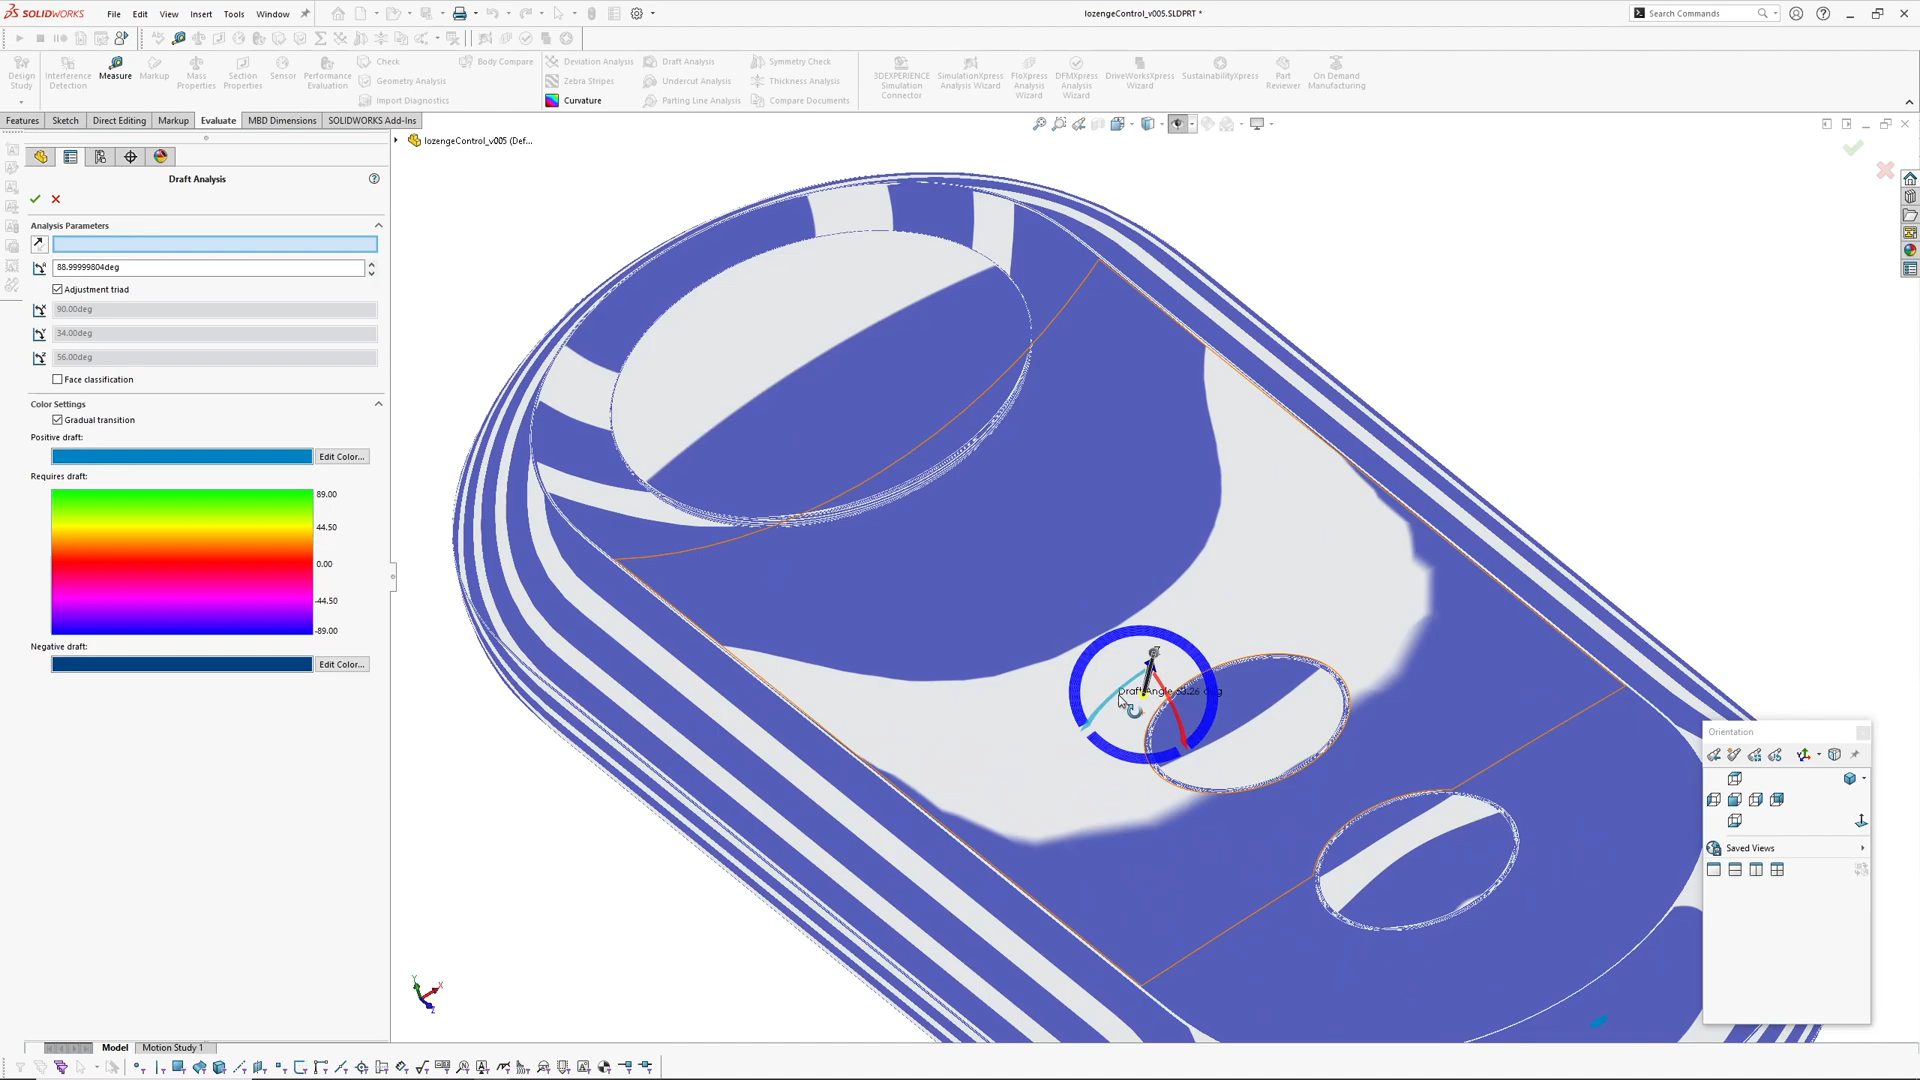 SOLIDWORKS File Edit View Insert Tools Window lozengeControl_v005.SLDPRT * Search Commands
Design Study Interference Detection Measure Markup Mass Properties Section Properties Sensor Performance Evaluation Check Body Compare Deviation Analysis Draft Analysis Symmetry Check 3DEXPERIENCE Simulation Connector SimulationXpress Analysis Wizard FloXpress Analysis Wizard DFMXpress Analysis Wizard DriveWorksXpress Wizard SustainabilityXpress Part Reviewer On Demand Manufacturing
Geometry Analysis Zebra Stripes Undercut Analysis Thickness Analysis
Import Diagnostics Curvature Parting Line Analysis Compare Documents
Features Sketch Direct Editing Markup Evaluate MBD Dimensions SOLIDWORKS Add-Ins
lozengeControl_v005 (Def...
Draft Analysis
Analysis Parameters
88.99999804deg
Adjustment triad
90.00deg
34.00deg
56.00deg
Face classification
Color Settings
Gradual transition
Positive draft:
Edit Color...
Requires draft:
89.00
44.50
0.00
-44.50
-89.00
Negative draft:
Edit Color...
Draft Angle 53.26 deg
Orientation
Saved Views
Y X Z
Model Motion Study 1